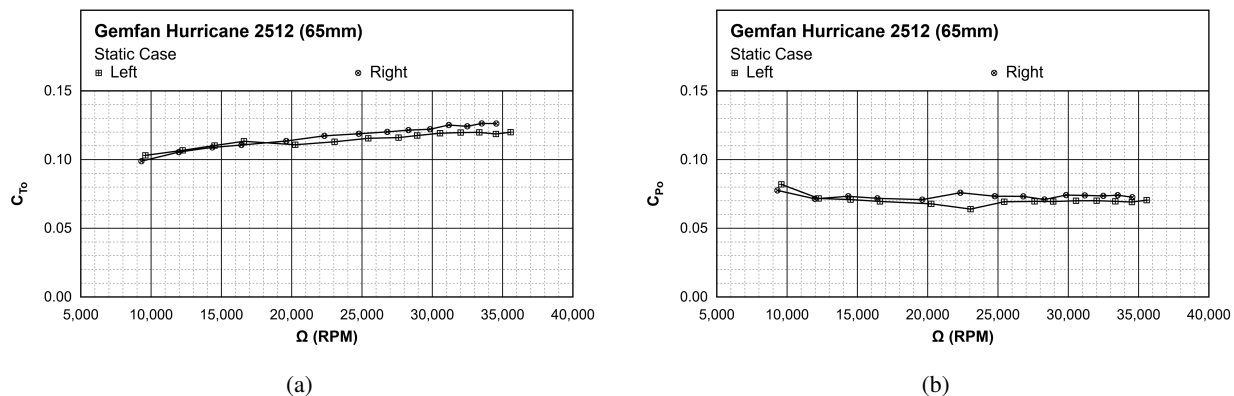 Gemfan Hurricane 2512 (65mm)
Static Case
Left Right
0.15
0.10
0.05
0.00
C_To
5,000 10,000 15,000 20,000 25,000 30,000 35,000 40,000
Ω (RPM)
(a)
Gemfan Hurricane 2512 (65mm)
Static Case
Left Right
0.15
0.10
0.05
0.00
C_Po
5,000 10,000 15,000 20,000 25,000 30,000 35,000 40,000
Ω (RPM)
(b)